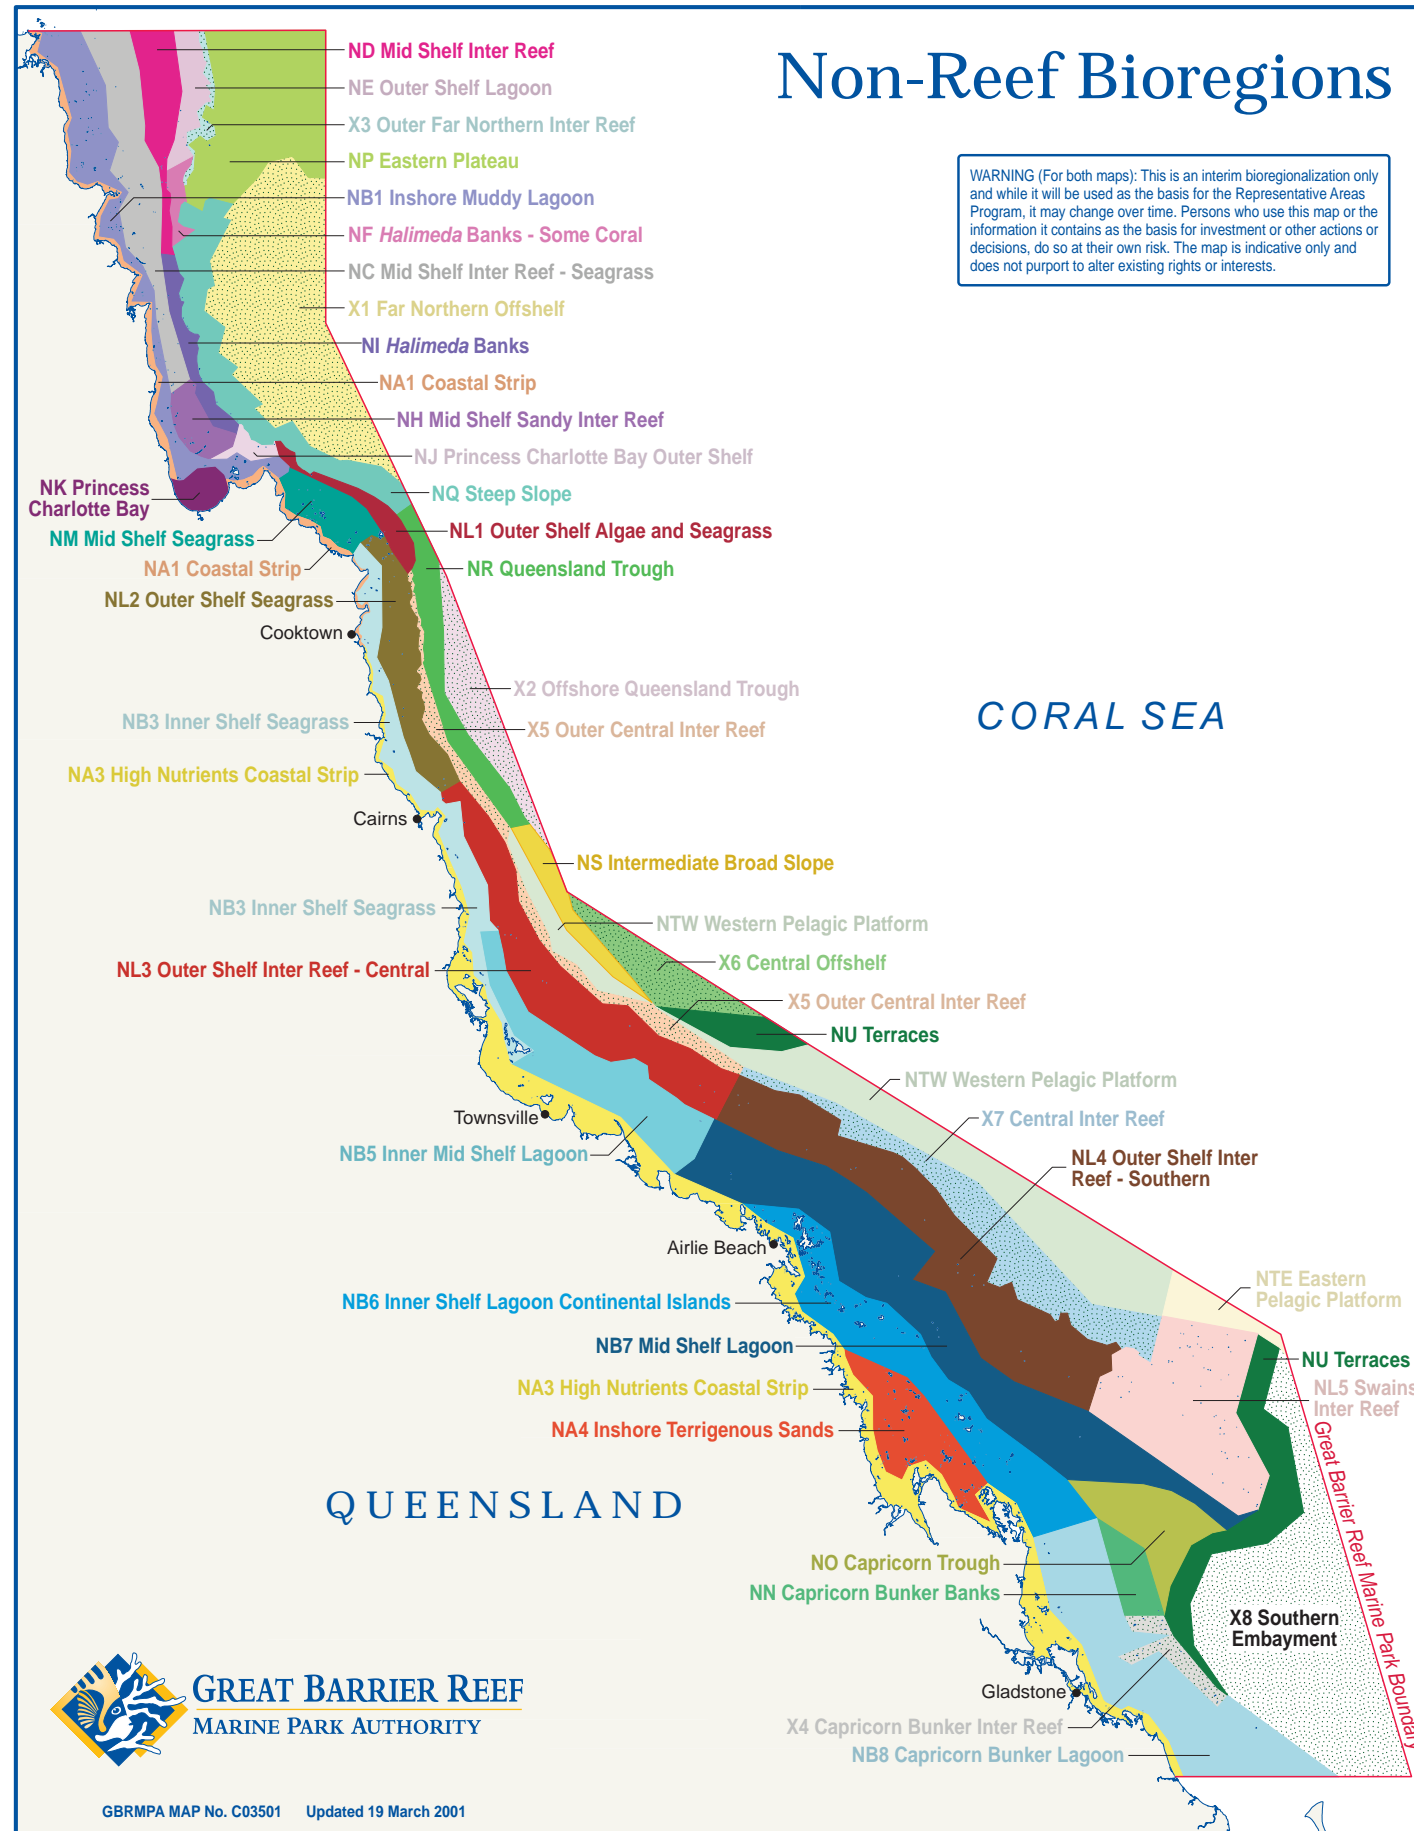 Non-Reef Bioregions
WARNING (For both maps): This is an interim bioregionalization only
and while it will be used as the basis for the Representative Areas
Program, it may change over time. Persons who use this map or the
information it contains as the basis for investment or other actions or
decisions, do so at their own risk. The map is indicative only and
does not purport to alter existing rights or interests.
ND Mid Shelf Inter Reef
NE Outer Shelf Lagoon
X3 Outer Far Northern Inter Reef
NP Eastern Plateau
NB1 Inshore Muddy Lagoon
NF Halimeda Banks - Some Coral
NC Mid Shelf Inter Reef - Seagrass
X1 Far Northern Offshelf
NI Halimeda Banks
NA1 Coastal Strip
NH Mid Shelf Sandy Inter Reef
NJ Princess Charlotte Bay Outer Shelf
NK Princess
Charlotte Bay
NQ Steep Slope
NL1 Outer Shelf Algae and Seagrass
NM Mid Shelf Seagrass
NA1 Coastal Strip
NR Queensland Trough
NL2 Outer Shelf Seagrass
Cooktown
X2 Offshore Queensland Trough
CORAL SEA
NB3 Inner Shelf Seagrass
X5 Outer Central Inter Reef
NA3 High Nutrients Coastal Strip
Cairns
NS Intermediate Broad Slope
NB3 Inner Shelf Seagrass
NTW Western Pelagic Platform
X6 Central Offshelf
NL3 Outer Shelf Inter Reef - Central
X5 Outer Central Inter Reef
NU Terraces
NTW Western Pelagic Platform
Townsville
X7 Central Inter Reef
NB5 Inner Mid Shelf Lagoon
NL4 Outer Shelf Inter
Reef - Southern
Airlie Beach
NTE Eastern
Pelagic Platform
NB6 Inner Shelf Lagoon Continental Islands
NB7 Mid Shelf Lagoon
NU Terraces
NA3 High Nutrients Coastal Strip
NL5 Swains
Inter Reef
NA4 Inshore Terrigenous Sands
Great Barrier Reef Marine Park Boundary
QUEENSLAND
NO Capricorn Trough
NN Capricorn Bunker Banks
X8 Southern
Embayment
Gladstone
X4 Capricorn Bunker Inter Reef
NB8 Capricorn Bunker Lagoon
GREAT BARRIER REEF
MARINE PARK AUTHORITY
GBRMPA MAP No. C03501 Updated 19 March 2001